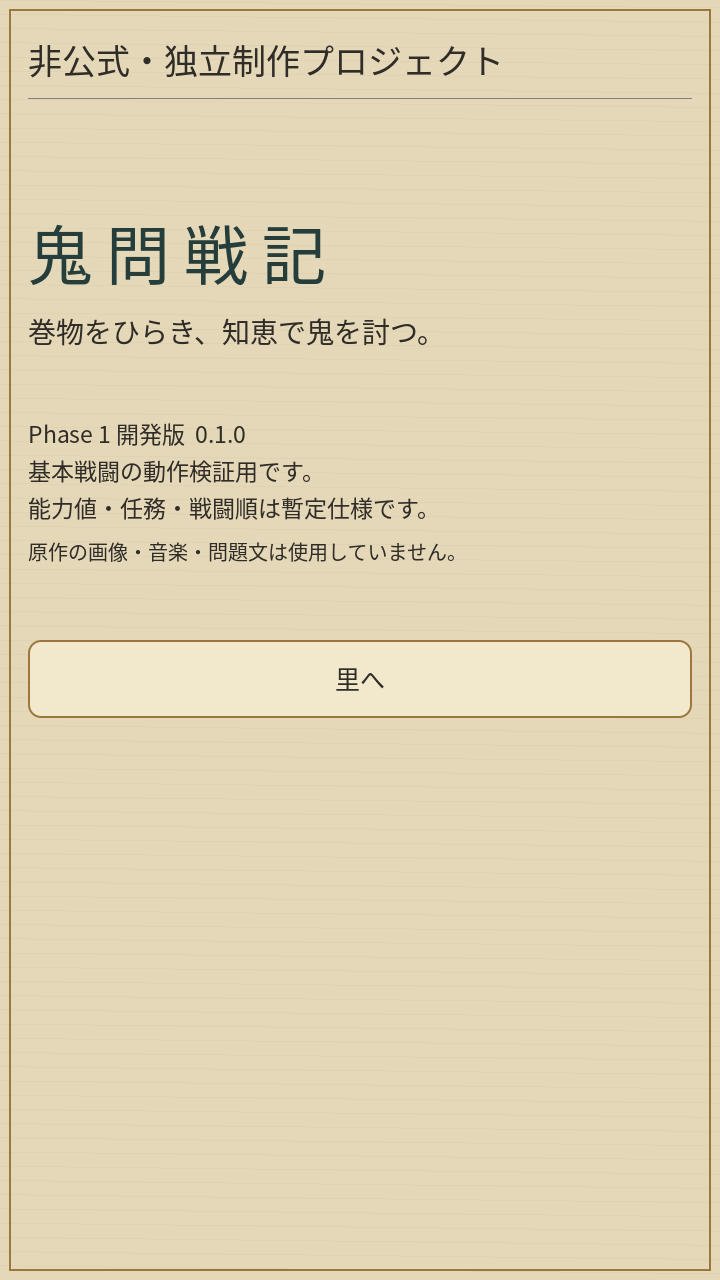 非公式・独立制作プロジェクト
鬼問戦記
巻物をひらき、知恵で鬼を討つ。
Phase 1 開発版 0.1.0
基本戦闘の動作検証用です。
能力値・任務・戦闘順は暫定仕様です。
原作の画像・音楽・問題文は使用していません。
里へ